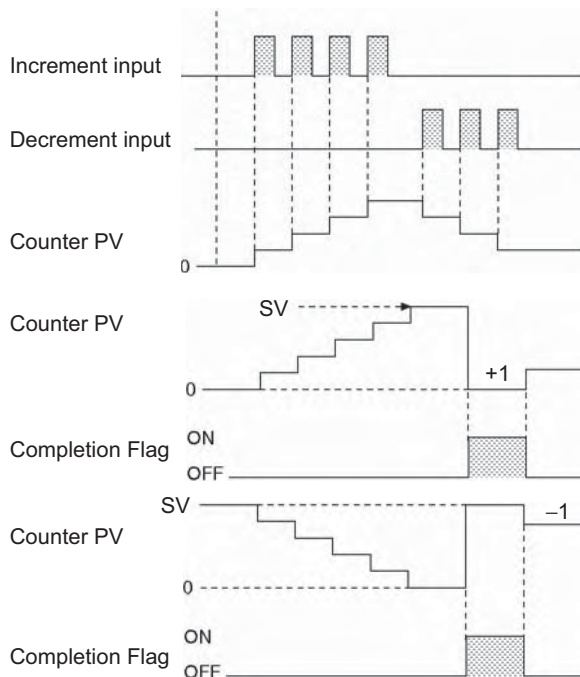 Increment input
Decrement input
Counter PV
0
Counter PV
SV
+1
0
Completion Flag
ON
OFF
SV
Counter PV
−1
0
Completion Flag
ON
OFF